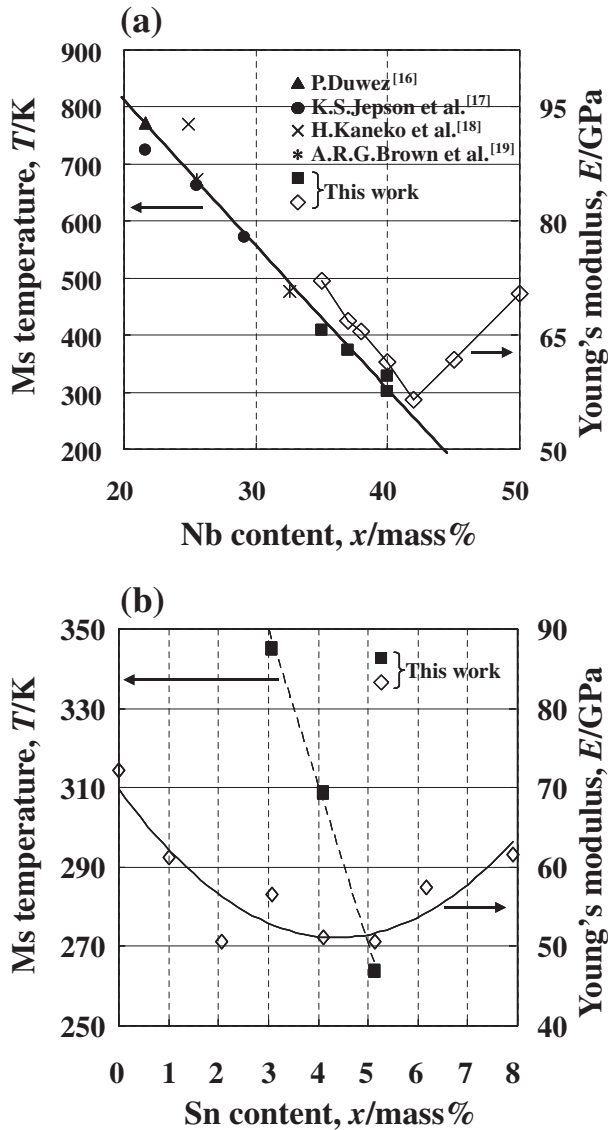 (a)
900
800
700
600
500
400
300
200
Ms temperature, T/K
P.Duwez[16]
K.S.Jepson et al.[17]
H.Kaneko et al.[18]
A.R.G.Brown et al.[19]
This work
95
85
75
65
50
Young's modulus, E/GPa
20 30 40 50
Nb content, x/mass%
(b)
350
330
310
290
270
250
Ms temperature, T/K
This work
90
80
70
60
50
40
Young's modulus, E/GPa
0 1 2 3 4 5 6 7 8
Sn content, x/mass%